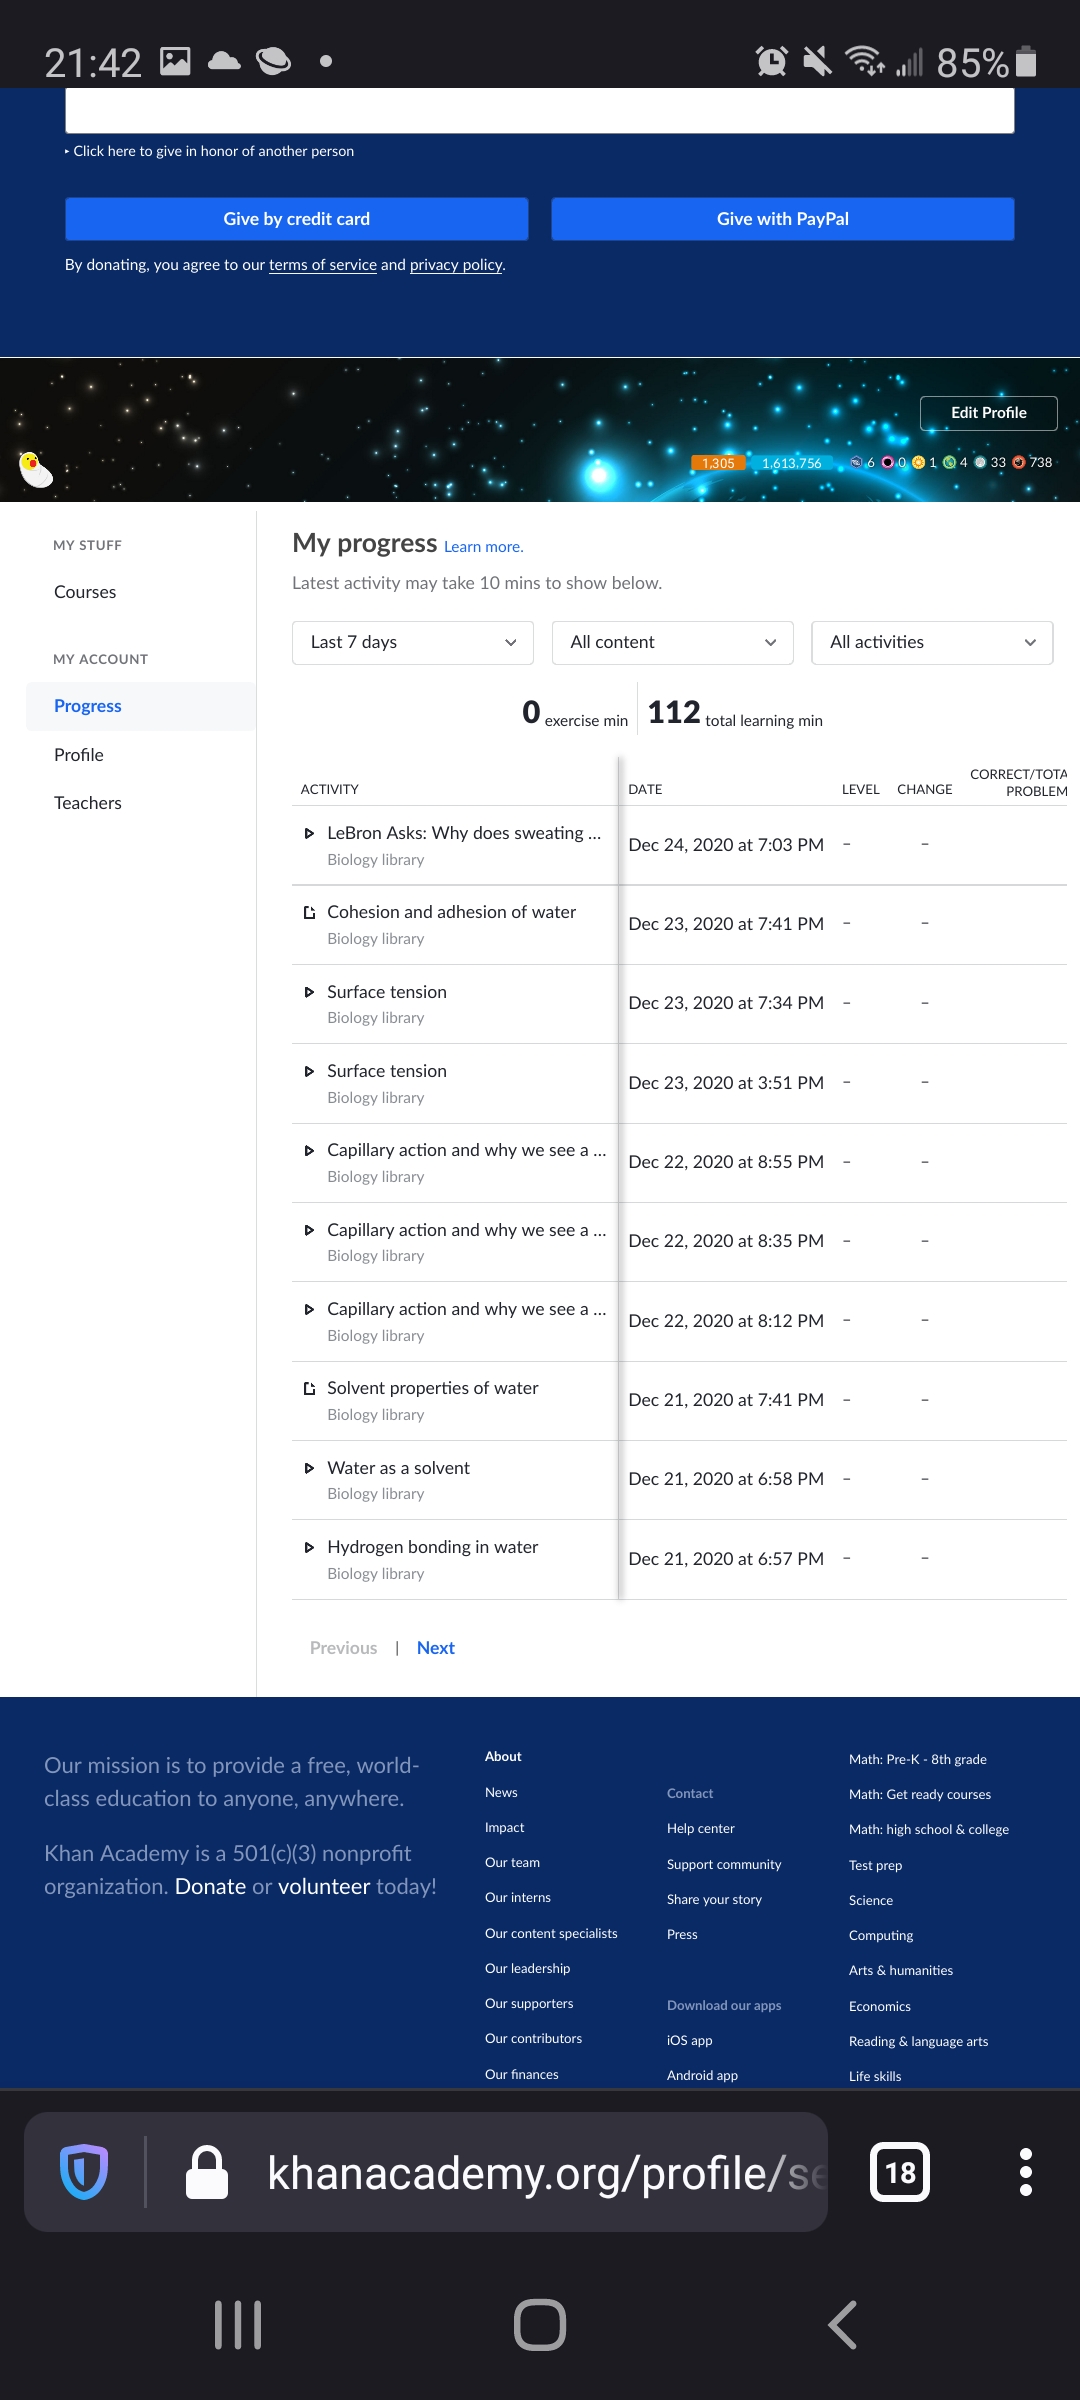 21:42
85%
‣ Click here to give in honor of another person
Give by credit card
Give with PayPal
By donating, you agree to our terms of service and privacy policy.
Edit Profile
1,305 1,613,756 6 0 1 4 33 738
MY STUFF
Courses
MY ACCOUNT
Progress
Profile
Teachers
My progress Learn more.
Latest activity may take 10 mins to show below.
Last 7 days
All content
All activities
0 exercise min
112 total learning min
ACTIVITY DATE LEVEL CHANGE CORRECT/TOTA
PROBLEM
LeBron Asks: Why does sweating ...
Biology library
Dec 24, 2020 at 7:03 PM – –
Cohesion and adhesion of water
Biology library
Dec 23, 2020 at 7:41 PM – –
Surface tension
Biology library
Dec 23, 2020 at 7:34 PM – –
Surface tension
Biology library
Dec 23, 2020 at 3:51 PM – –
Capillary action and why we see a ...
Biology library
Dec 22, 2020 at 8:55 PM – –
Capillary action and why we see a ...
Biology library
Dec 22, 2020 at 8:35 PM – –
Capillary action and why we see a ...
Biology library
Dec 22, 2020 at 8:12 PM – –
Solvent properties of water
Biology library
Dec 21, 2020 at 7:41 PM – –
Water as a solvent
Biology library
Dec 21, 2020 at 6:58 PM – –
Hydrogen bonding in water
Biology library
Dec 21, 2020 at 6:57 PM – –
Previous | Next
Our mission is to provide a free, world-
class education to anyone, anywhere.
Khan Academy is a 501(c)(3) nonprofit
organization. Donate or volunteer today!
About
News
Impact
Our team
Our interns
Our content specialists
Our leadership
Our supporters
Our contributors
Our finances
Contact
Help center
Support community
Share your story
Press
Download our apps
iOS app
Android app
Math: Pre-K - 8th grade
Math: Get ready courses
Math: high school & college
Test prep
Science
Computing
Arts & humanities
Economics
Reading & language arts
Life skills
khanacademy.org/profile/se
18